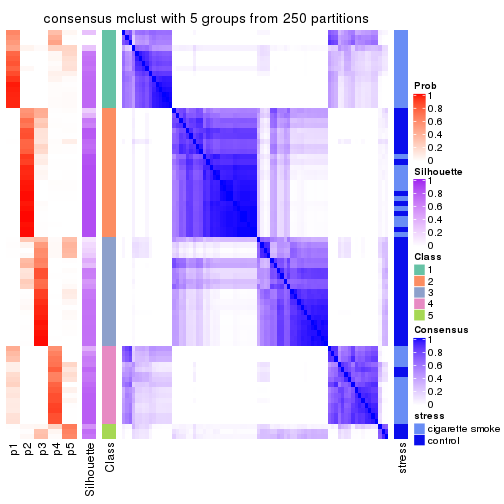 consensus mclust with 5 groups from 250 partitions
Prob
1
0.8
0.6
0.4
0.2
0
Silhouette
1
0.8
0.6
0.4
0.2
0
Class
1
2
3
4
5
Consensus
1
0.8
0.6
0.4
0.2
0
stress
cigarette smoke
control
p1
p2
p3
p4
p5
Silhouette
Class
stress